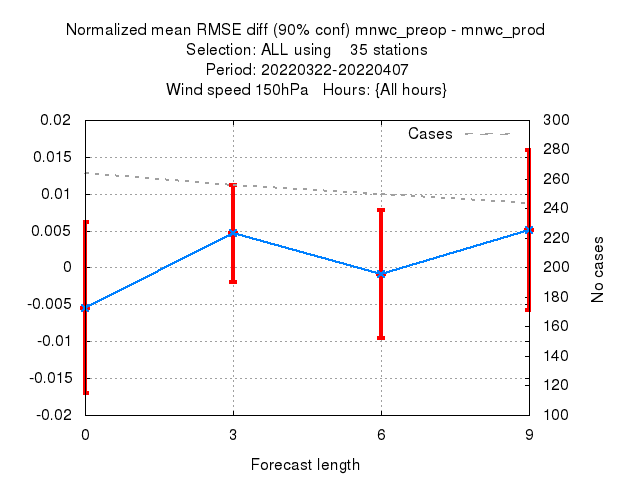 Normalized mean RMSE diff (90% conf) mnwc_preop - mnwc_prod
Selection: ALL using    35 stations
Period: 20220322-20220407
Wind speed 150hPa   Hours: {All hours}
Cases
0.02
0.015
0.01
0.005
0
-0.005
-0.01
-0.015
-0.02
300
280
260
240
220
200
180
160
140
120
100
No cases
0 3 6 9
Forecast length